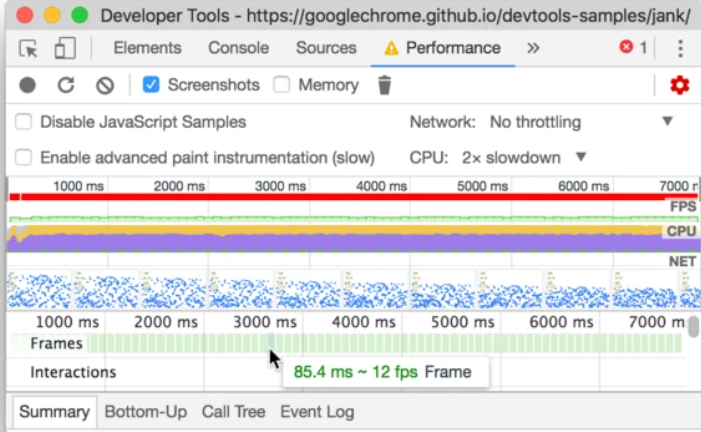 Developer Tools - https://googlechrome.github.io/devtools-samples/jank/
Elements Console Sources Performance » 1
Screenshots Memory
Disable JavaScript Samples Network: No throttling
Enable advanced paint instrumentation (slow) CPU: 2× slowdown
1000 ms 2000 ms 3000 ms 4000 ms 5000 ms 6000 ms 7000 r
FPS
CPU
NET
1000 ms 2000 ms 3000 ms 4000 ms 5000 ms 6000 ms 7000 m
Frames
85.4 ms ~ 12 fps Frame
Interactions
Summary Bottom-Up Call Tree Event Log